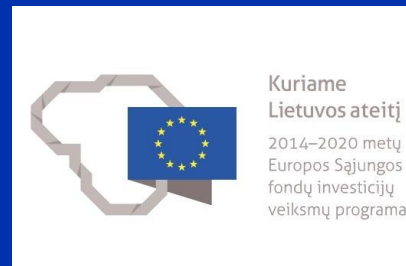 Kuriame
Lietuvos ateitį
2014–2020 metų
Europos Sąjungos
fondų investicijų
veiksmų programa